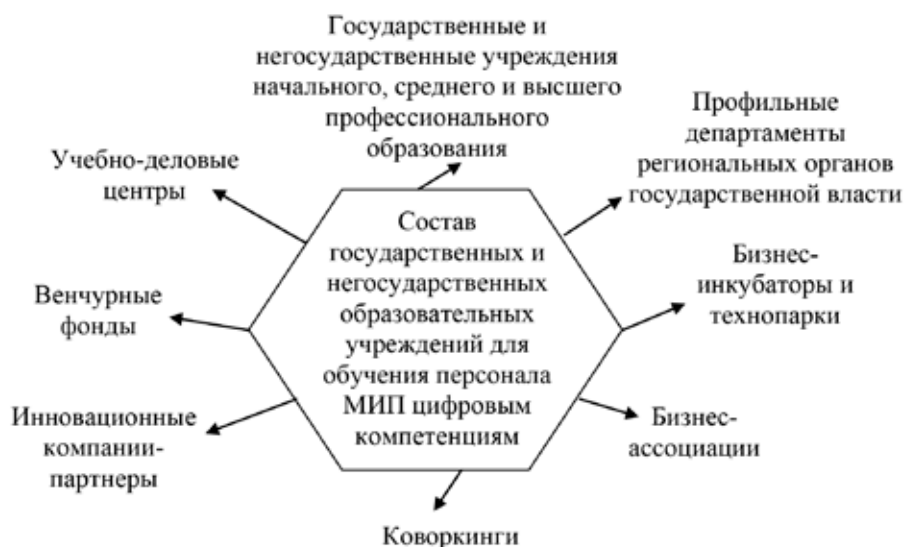 Государственные и
негосударственные учреждения
начального, среднего и высшего
профессионального
образования
Профильные
департаменты
региональных органов
государственной власти
Учебно-деловые
центры
Состав
государственных и
негосударственных
образовательных
учреждений для
обучения персонала
МИП цифровым
компетенциям
Бизнес-
инкубаторы и
технопарки
Венчурные
фонды
Инновационные
компании-
партнеры
Бизнес-
ассоциации
Коворкинги